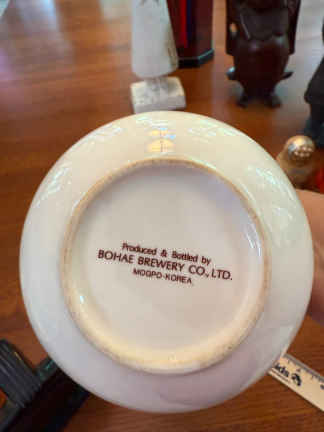 Produced & Bottled by
BOHAE BREWERY CO., LTD.
MOGPO-KOREA